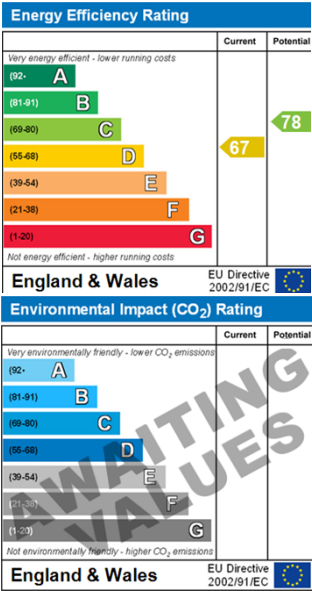 Energy Efficiency Rating
Current Potential
Very energy efficient - lower running costs
(92- A
(81-91) B
(69-80) C
(55-68) D
(39-54) E
(21-38) F
(1-20) G
67
78
Not energy efficient - higher running costs
England & Wales
EU Directive
2002/91/EC
Environmental Impact (CO₂) Rating
Current Potential
Very environmentally friendly - lower CO₂ emissions
(92- A
(81-91) B
(69-80) C
(55-68) D
(39-54) E
(21-38) F
(1-20) G
AWAITING
VALUES
Not environmentally friendly - higher CO₂ emissions
England & Wales
EU Directive
2002/91/EC